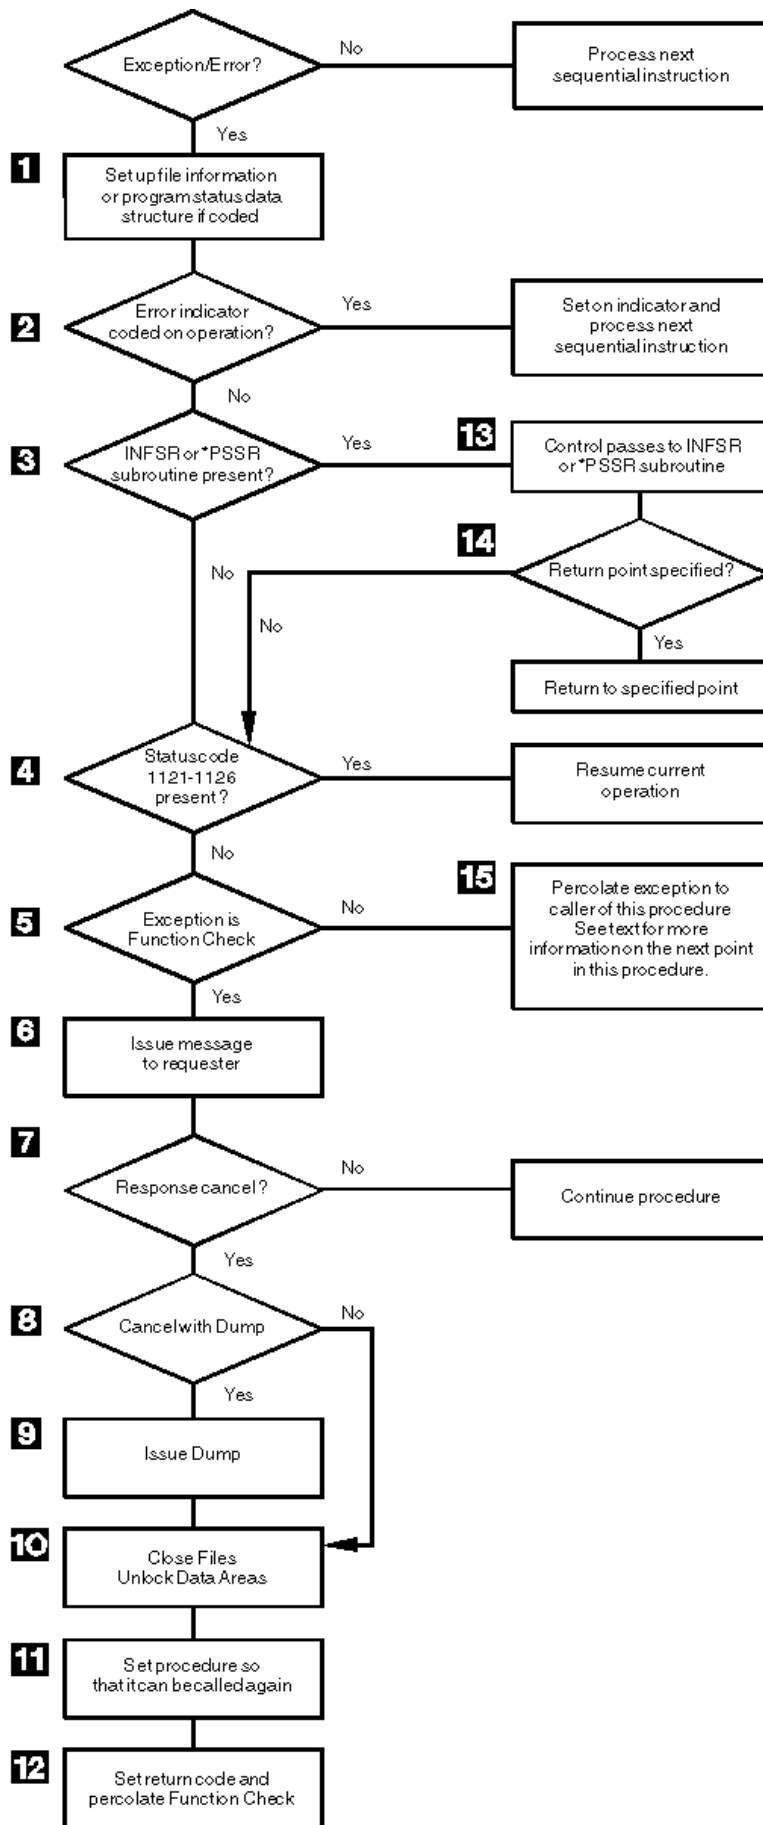 Exception/Error?
No
Process next
sequential instruction
Yes
1
Set up file information
or program status data
structure if coded
2
Error indicator
coded on operation?
Yes
Set on indicator and
process next
sequential instruction
No
3
INFSR or *PSSR
subroutine present?
Yes
13
Control passes to INFSR
or *PSSR subroutine
14
Return point specified?
No
No
Yes
Return to specified point
4
Status code
1121-1126
present?
Yes
Resume current
operation
No
5
Exception is
Function Check
No
15
Percolate exception to
caller of this procedure
See text for more
information on the next point
in this procedure.
Yes
6
Issue message
to requester
7
Response cancel?
No
Continue procedure
Yes
8
Cancel with Dump
No
Yes
9
Issue Dump
10
Close Files
Unlock Data Areas
11
Set procedure so
that it can be called again
12
Set return code and
percolate Function Check